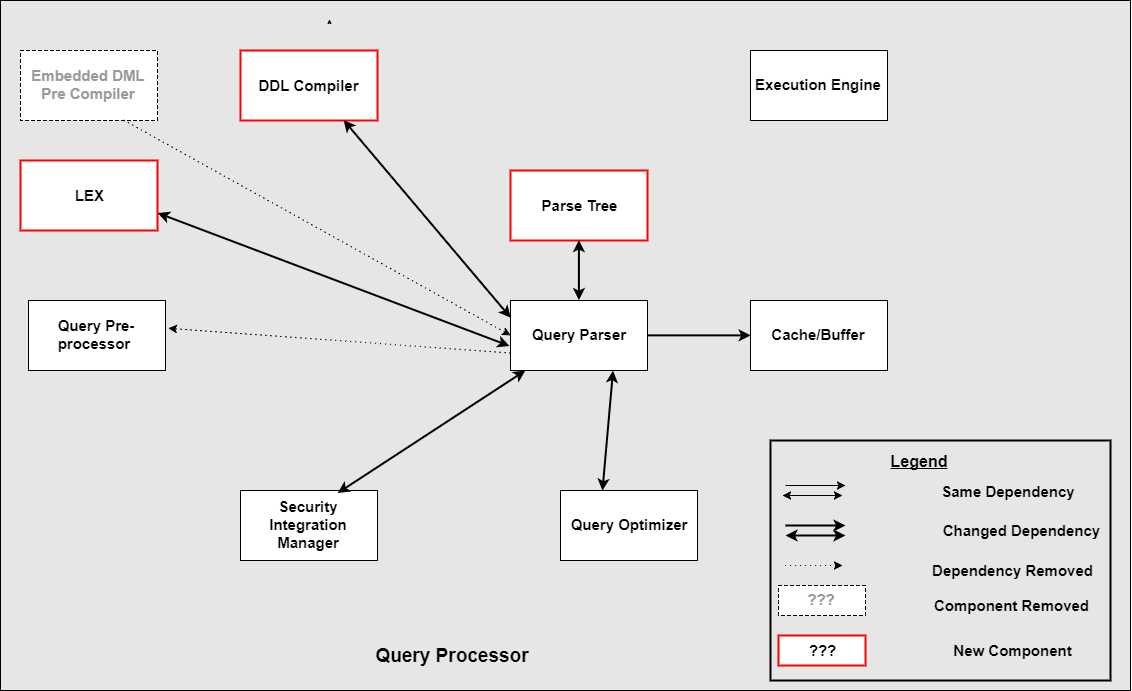 Embedded DML
Pre Compiler
DDL Compiler
Execution Engine
LEX
Parse Tree
Query Pre-
processor
Query Parser
Cache/Buffer
Security
Integration
Manager
Query Optimizer
Legend
Same Dependency
Changed Dependency
Dependency Removed
???
Component Removed
???
New Component
Query Processor